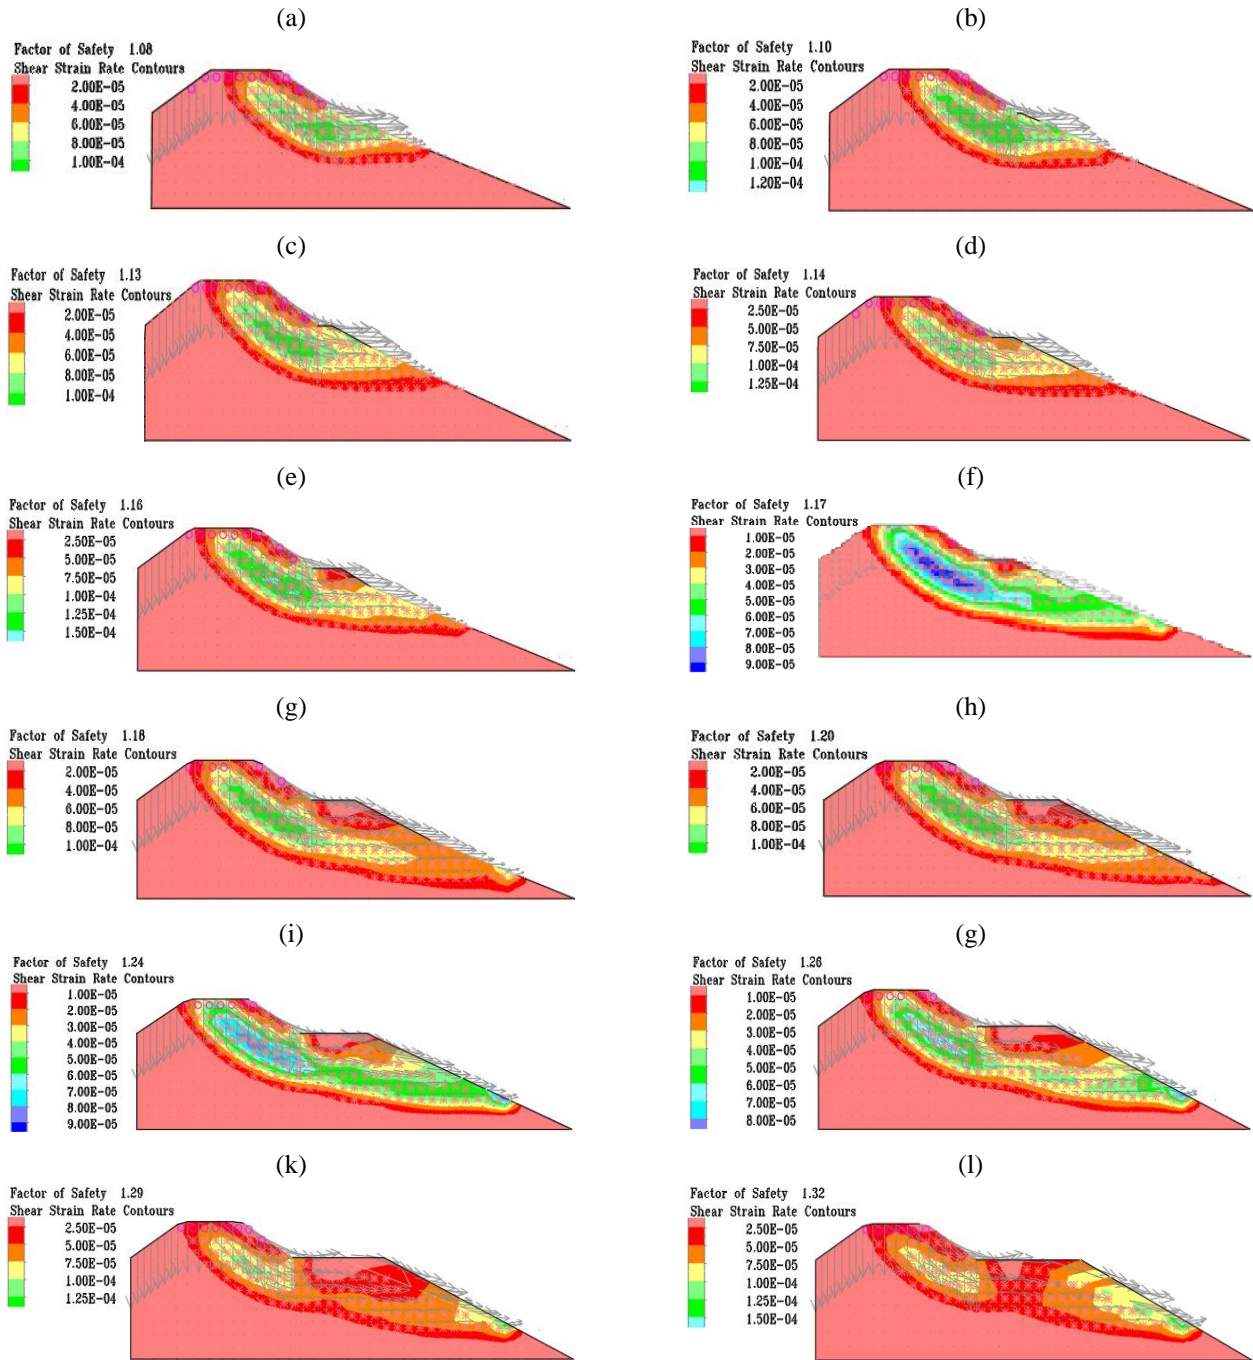 (a)
Factor of Safety 1.08
Shear Strain Rate Contours
2.00E-05
4.00E-05
6.00E-05
8.00E-05
1.00E-04
(b)
Factor of Safety 1.10
Shear Strain Rate Contours
2.00E-05
4.00E-05
6.00E-05
8.00E-05
1.00E-04
1.20E-04
(c)
Factor of Safety 1.13
Shear Strain Rate Contours
2.00E-05
4.00E-05
6.00E-05
8.00E-05
1.00E-04
(d)
Factor of Safety 1.14
Shear Strain Rate Contours
2.50E-05
5.00E-05
7.50E-05
1.00E-04
1.25E-04
(e)
Factor of Safety 1.16
Shear Strain Rate Contours
2.50E-05
5.00E-05
7.50E-05
1.00E-04
1.25E-04
1.50E-04
(f)
Factor of Safety 1.17
Shear Strain Rate Contours
1.00E-05
2.00E-05
3.00E-05
4.00E-05
5.00E-05
6.00E-05
7.00E-05
8.00E-05
9.00E-05
(g)
Factor of Safety 1.18
Shear Strain Rate Contours
2.00E-05
4.00E-05
6.00E-05
8.00E-05
1.00E-04
(h)
Factor of Safety 1.20
Shear Strain Rate Contours
2.00E-05
4.00E-05
6.00E-05
8.00E-05
1.00E-04
(i)
Factor of Safety 1.24
Shear Strain Rate Contours
1.00E-05
2.00E-05
3.00E-05
4.00E-05
5.00E-05
6.00E-05
7.00E-05
8.00E-05
9.00E-05
(g)
Factor of Safety 1.26
Shear Strain Rate Contours
1.00E-05
2.00E-05
3.00E-05
4.00E-05
5.00E-05
6.00E-05
7.00E-05
8.00E-05
(k)
Factor of Safety 1.29
Shear Strain Rate Contours
2.50E-05
5.00E-05
7.50E-05
1.00E-04
1.25E-04
(l)
Factor of Safety 1.32
Shear Strain Rate Contours
2.50E-05
5.00E-05
7.50E-05
1.00E-04
1.25E-04
1.50E-04